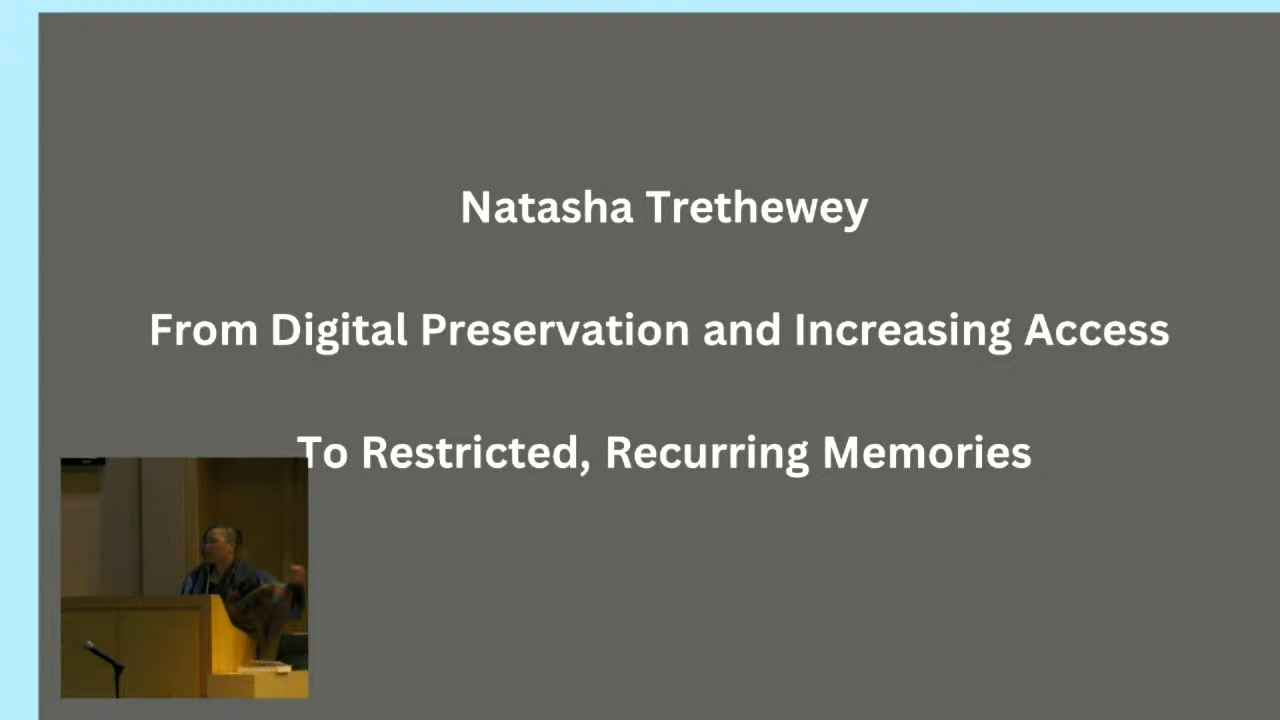 Natasha Trethewey
From Digital Preservation and Increasing Access
To Restricted, Recurring Memories